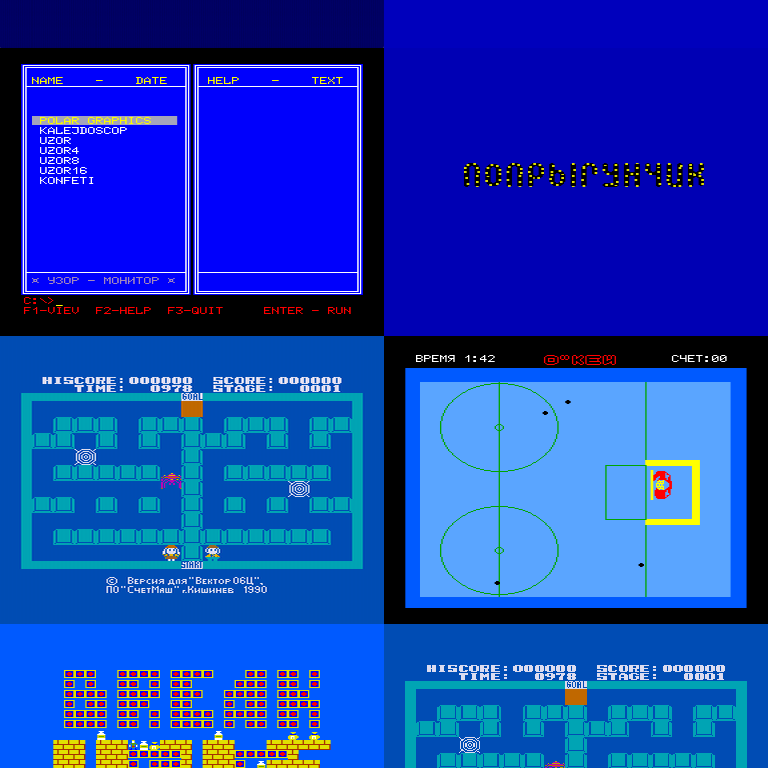 NAME - DATE
HELP - TEXT
POLAR GRAPHICS
KALEJDOSCOP
UZOR
UZOR4
UZOR8
UZOR16
KONFETI
* УЗОР - МОНИТОР *
C:\>_
F1-VIEV F2-HELP F3-QUIT ENTER - RUN
ПОПРЫГУНЧИК
HISCORE:000000 SCORE:000000
TIME: 0978 STAGE: 0001
GOAL
START
© Версия для"Вектор 06Ц".
ПО"СчетМаш",г.Кишинев 1990
ВРЕМЯ 1:42
СЧЕТ:00
HISCORE:000000 SCORE:000000
TIME: 0978 STAGE: 0001
GOAL